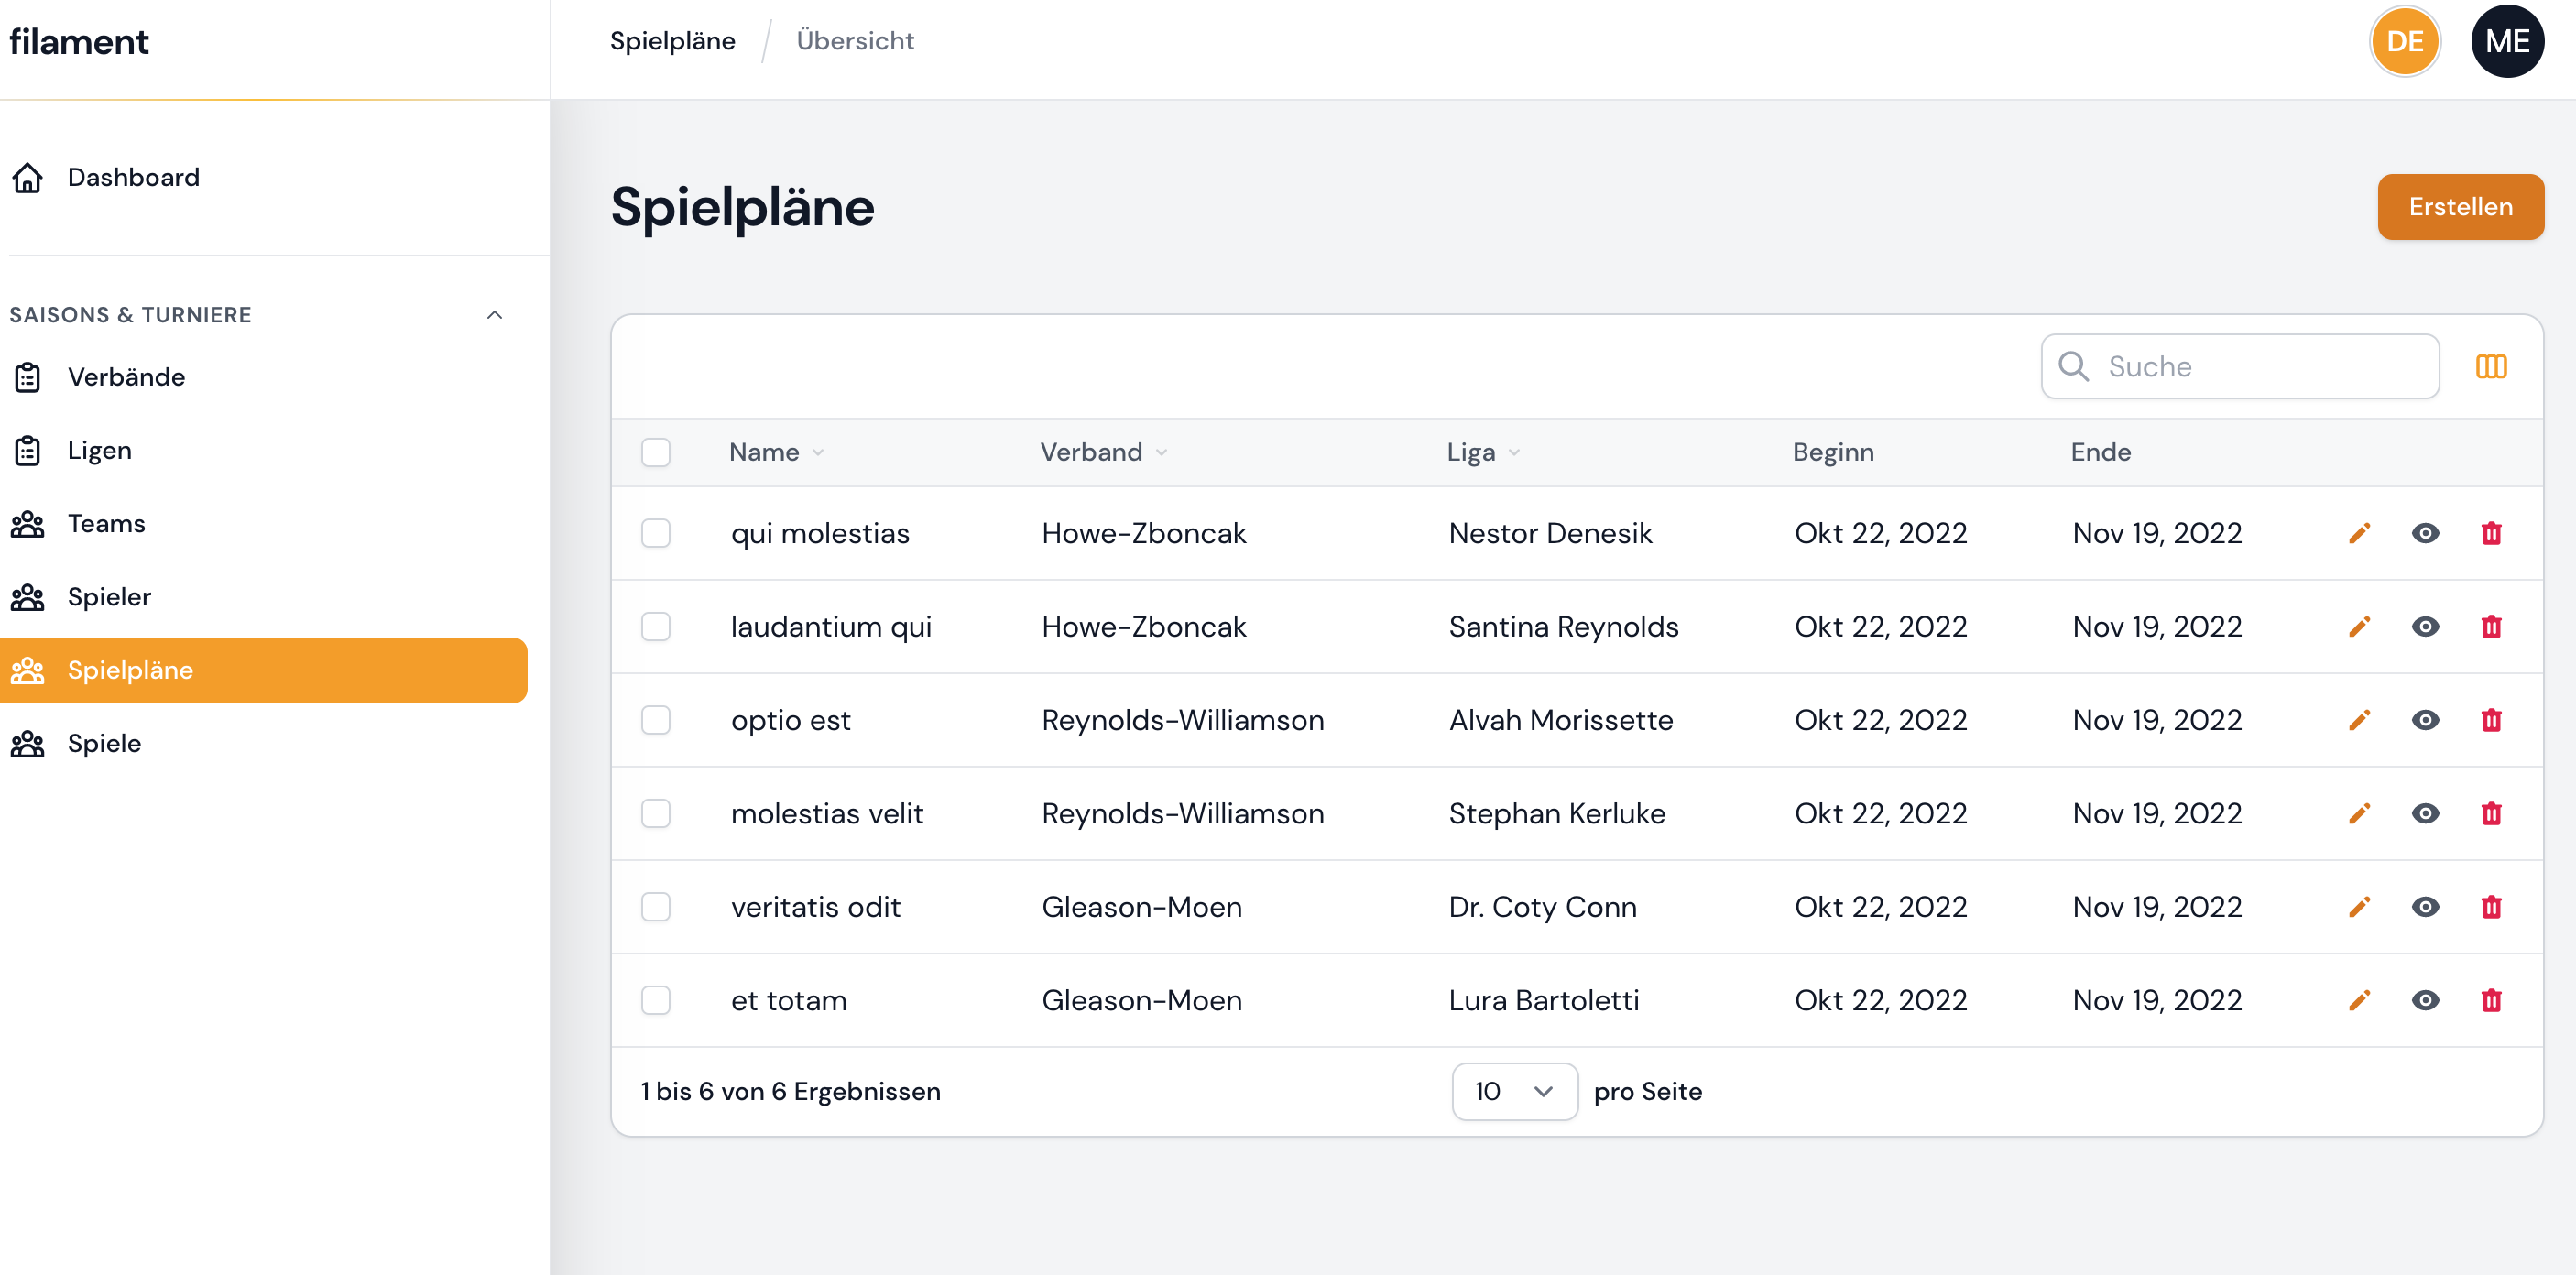 filament
Spielpläne / Übersicht
DE ME
Dashboard
SAISONS & TURNIERE
Verbände
Ligen
Teams
Spieler
Spielpläne
Spiele
Spielpläne
Erstellen
Suche
Name Verband Liga Beginn Ende
qui molestias Howe-Zboncak Nestor Denesik Okt 22, 2022 Nov 19, 2022
laudantium qui Howe-Zboncak Santina Reynolds Okt 22, 2022 Nov 19, 2022
optio est Reynolds-Williamson Alvah Morissette Okt 22, 2022 Nov 19, 2022
molestias velit Reynolds-Williamson Stephan Kerluke Okt 22, 2022 Nov 19, 2022
veritatis odit Gleason-Moen Dr. Coty Conn Okt 22, 2022 Nov 19, 2022
et totam Gleason-Moen Lura Bartoletti Okt 22, 2022 Nov 19, 2022
1 bis 6 von 6 Ergebnissen 10 pro Seite